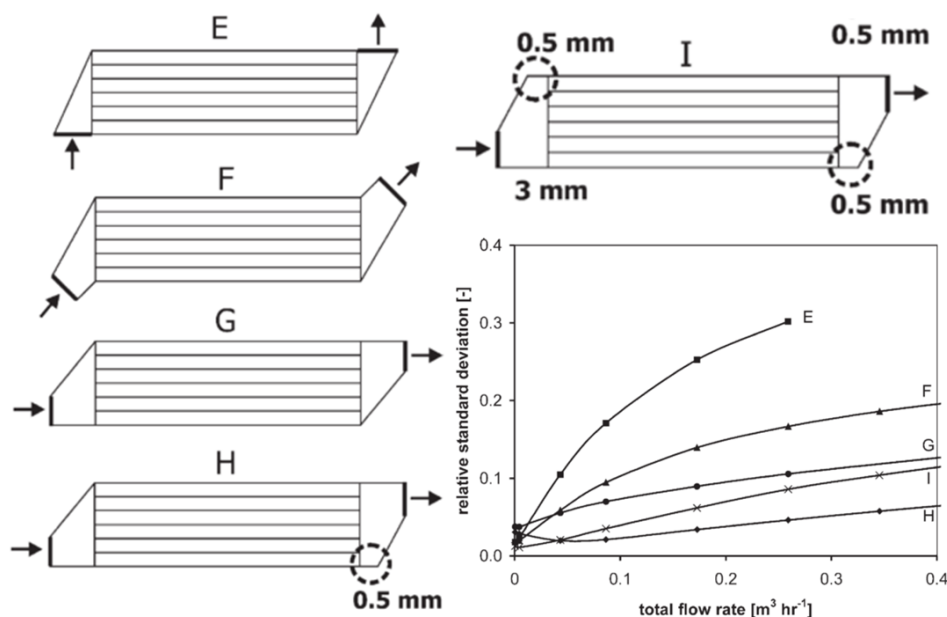 E
F
G
H
0.5 mm
0.5 mm
0.5 mm
I
3 mm
0.5 mm
relative standard deviation [-]
0.4
0.3
0.2
0.1
0.0
E
F
G
I
H
0
0.1
0.2
0.3
0.4
total flow rate [m³ hr⁻¹]